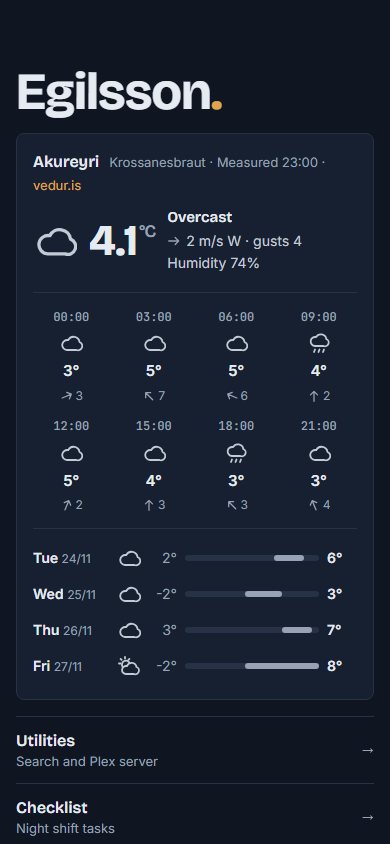 Egilsson.
Akureyri Krossanesbraut · Measured 23:00 ·
vedur.is
4.1°C
Overcast
→ 2 m/s W · gusts 4
Humidity 74%
00:00 03:00 06:00 09:00
3° 5° 5° 4°
3 7 6 2
12:00 15:00 18:00 21:00
5° 4° 3° 3°
2 3 3 4
Tue 24/11 2° 6°
Wed 25/11 -2° 3°
Thu 26/11 3° 7°
Fri 27/11 -2° 8°
Utilities
Search and Plex server →
Checklist
Night shift tasks →